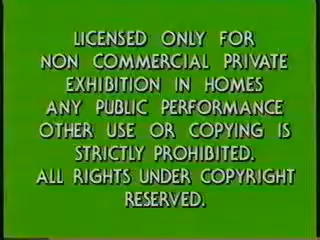 LICENSED ONLY FOR
NON COMMERCIAL PRIVATE
EXHIBITION IN HOMES
ANY PUBLIC PERFORMANCE
OTHER USE OR COPYING IS
STRICTLY PROHIBITED.
ALL RIGHTS UNDER COPYRIGHT
RESERVED.